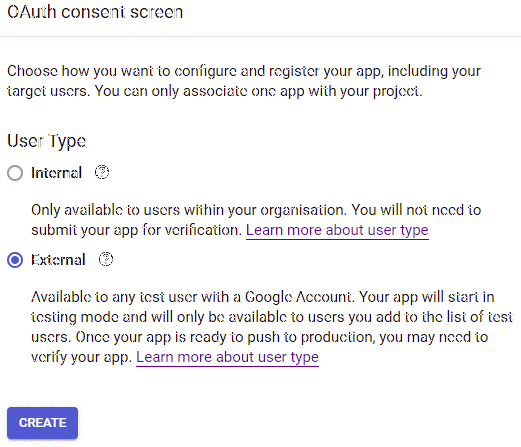 OAuth consent screen
Choose how you want to configure and register your app, including your
target users. You can only associate one app with your project.
User Type
Internal
Only available to users within your organisation. You will not need to
submit your app for verification. Learn more about user type
External
Available to any test user with a Google Account. Your app will start in
testing mode and will only be available to users you add to the list of test
users. Once your app is ready to push to production, you may need to
verify your app. Learn more about user type
CREATE